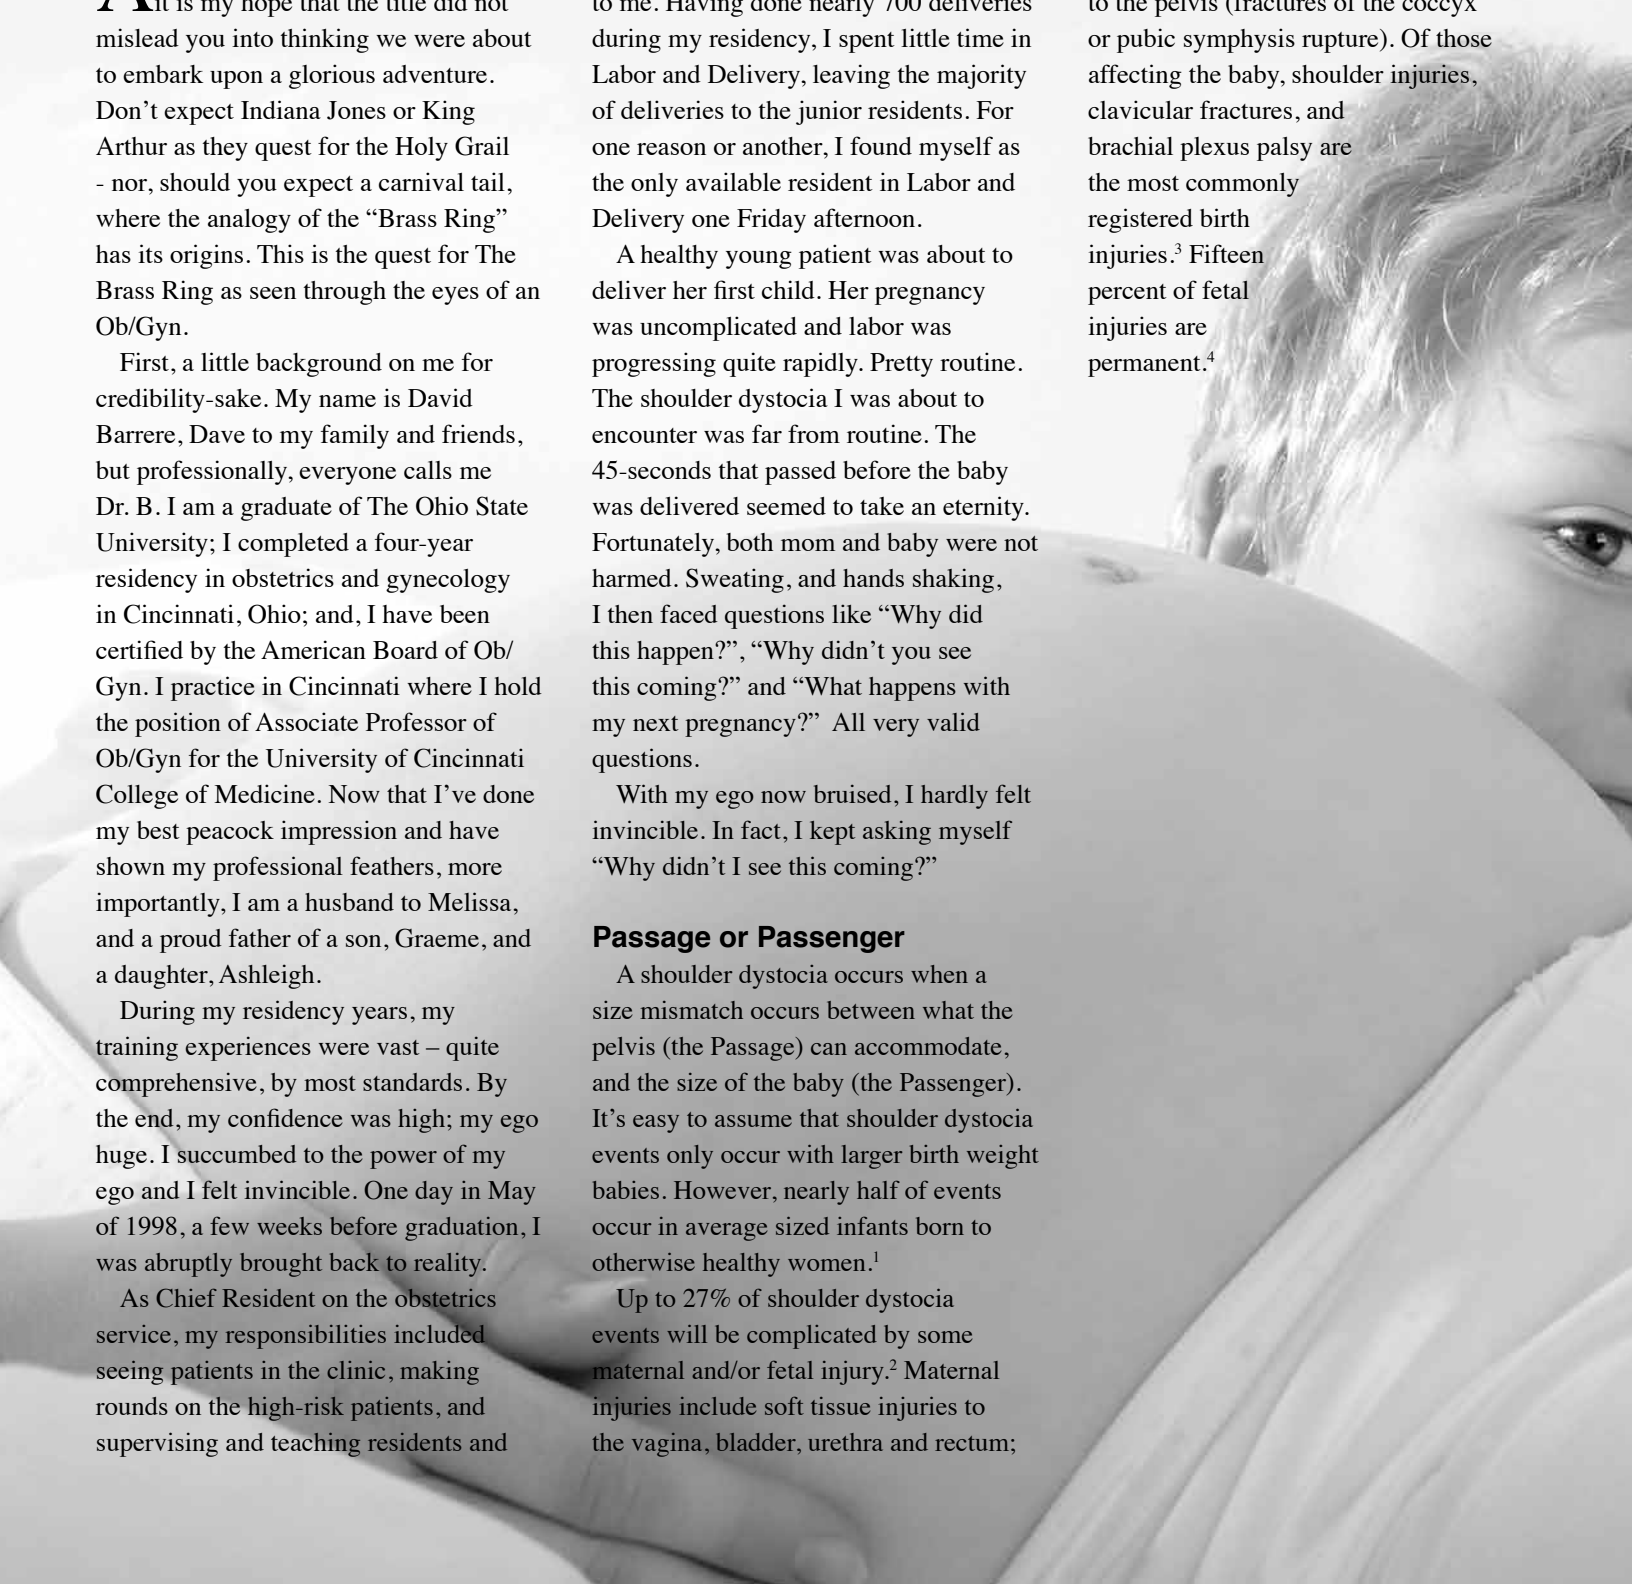 it is my hope that the title did not
mislead you into thinking we were about
to embark upon a glorious adventure.
Don’t expect Indiana Jones or King
Arthur as they quest for the Holy Grail
- nor, should you expect a carnival tail,
where the analogy of the “Brass Ring”
has its origins. This is the quest for The
Brass Ring as seen through the eyes of an
Ob/Gyn.
First, a little background on me for
credibility-sake. My name is David
Barrere, Dave to my family and friends,
but professionally, everyone calls me
Dr. B. I am a graduate of The Ohio State
University; I completed a four-year
residency in obstetrics and gynecology
in Cincinnati, Ohio; and, I have been
certified by the American Board of Ob/
Gyn. I practice in Cincinnati where I hold
the position of Associate Professor of
Ob/Gyn for the University of Cincinnati
College of Medicine. Now that I’ve done
my best peacock impression and have
shown my professional feathers, more
importantly, I am a husband to Melissa,
and a proud father of a son, Graeme, and
a daughter, Ashleigh.
During my residency years, my
training experiences were vast – quite
comprehensive, by most standards. By
the end, my confidence was high; my ego
huge. I succumbed to the power of my
ego and I felt invincible. One day in May
of 1998, a few weeks before graduation, I
was abruptly brought back to reality.
As Chief Resident on the obstetrics
service, my responsibilities included
seeing patients in the clinic, making
rounds on the high-risk patients, and
supervising and teaching residents and
to me. Having done nearly 700 deliveries
during my residency, I spent little time in
Labor and Delivery, leaving the majority
of deliveries to the junior residents. For
one reason or another, I found myself as
the only available resident in Labor and
Delivery one Friday afternoon.
A healthy young patient was about to
deliver her first child. Her pregnancy
was uncomplicated and labor was
progressing quite rapidly. Pretty routine.
The shoulder dystocia I was about to
encounter was far from routine. The
45-seconds that passed before the baby
was delivered seemed to take an eternity.
Fortunately, both mom and baby were not
harmed. Sweating, and hands shaking,
I then faced questions like “Why did
this happen?”, “Why didn’t you see
this coming?” and “What happens with
my next pregnancy?”  All very valid
questions.
With my ego now bruised, I hardly felt
invincible. In fact, I kept asking myself
“Why didn’t I see this coming?”
Passage or Passenger
A shoulder dystocia occurs when a
size mismatch occurs between what the
pelvis (the Passage) can accommodate,
and the size of the baby (the Passenger).
It’s easy to assume that shoulder dystocia
events only occur with larger birth weight
babies. However, nearly half of events
occur in average sized infants born to
otherwise healthy women.1
Up to 27% of shoulder dystocia
events will be complicated by some
maternal and/or fetal injury.2 Maternal
injuries include soft tissue injuries to
the vagina, bladder, urethra and rectum;
to the pelvis (fractures of the coccyx
or pubic symphysis rupture). Of those
affecting the baby, shoulder injuries,
clavicular fractures, and
brachial plexus palsy are
the most commonly
registered birth
injuries.3 Fifteen
percent of fetal
injuries are
permanent.4